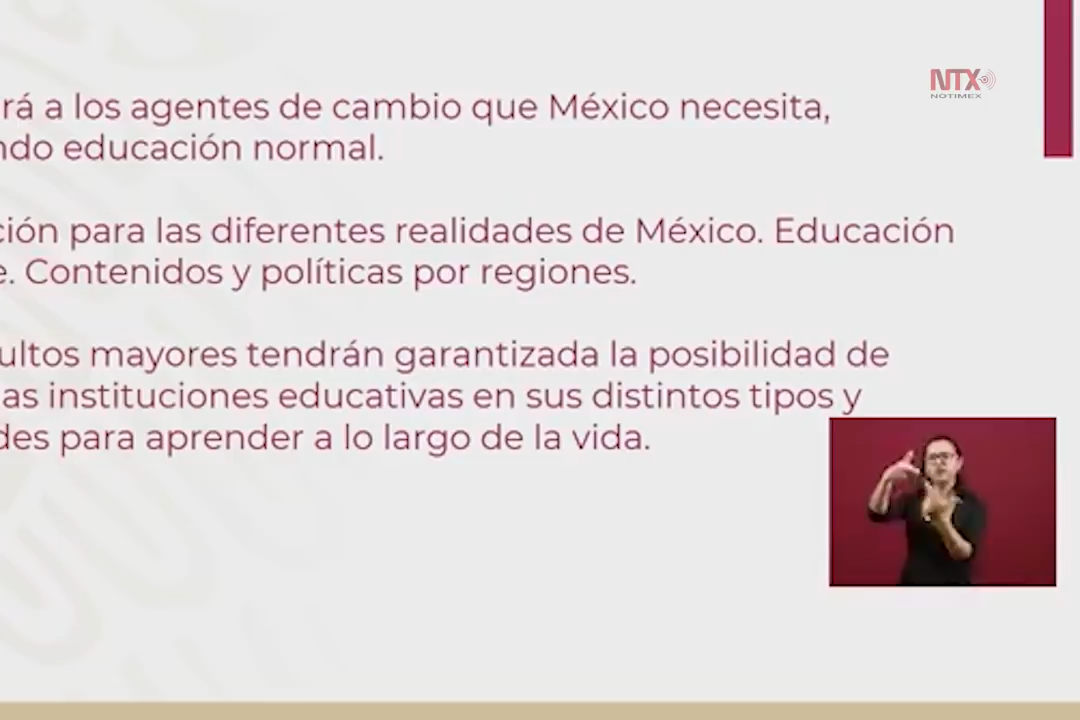 rá a los agentes de cambio que México necesita,
ndo educación normal.
ción para las diferentes realidades de México. Educación
e. Contenidos y políticas por regiones.
ultos mayores tendrán garantizada la posibilidad de
as instituciones educativas en sus distintos tipos y
des para aprender a lo largo de la vida.
NTX
NOTIMEX